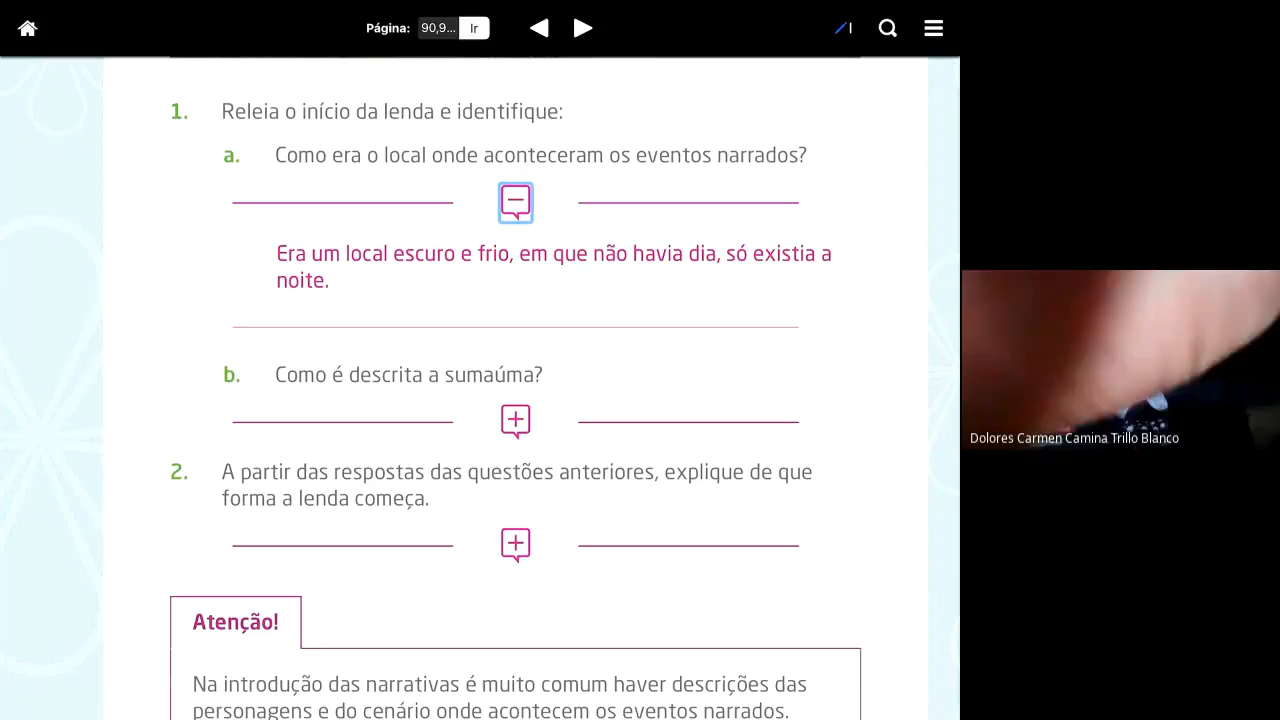 Página: 90,9... Ir
1. Releia o início da lenda e identifique:
a. Como era o local onde aconteceram os eventos narrados?
Era um local escuro e frio, em que não havia dia, só existia a
noite.
b. Como é descrita a sumaúma?
2. A partir das respostas das questões anteriores, explique de que
forma a lenda começa.
Atenção!
Na introdução das narrativas é muito comum haver descrições das
personagens e do cenário onde acontecem os eventos narrados.
Dolores Carmen Camina Trillo Blanco